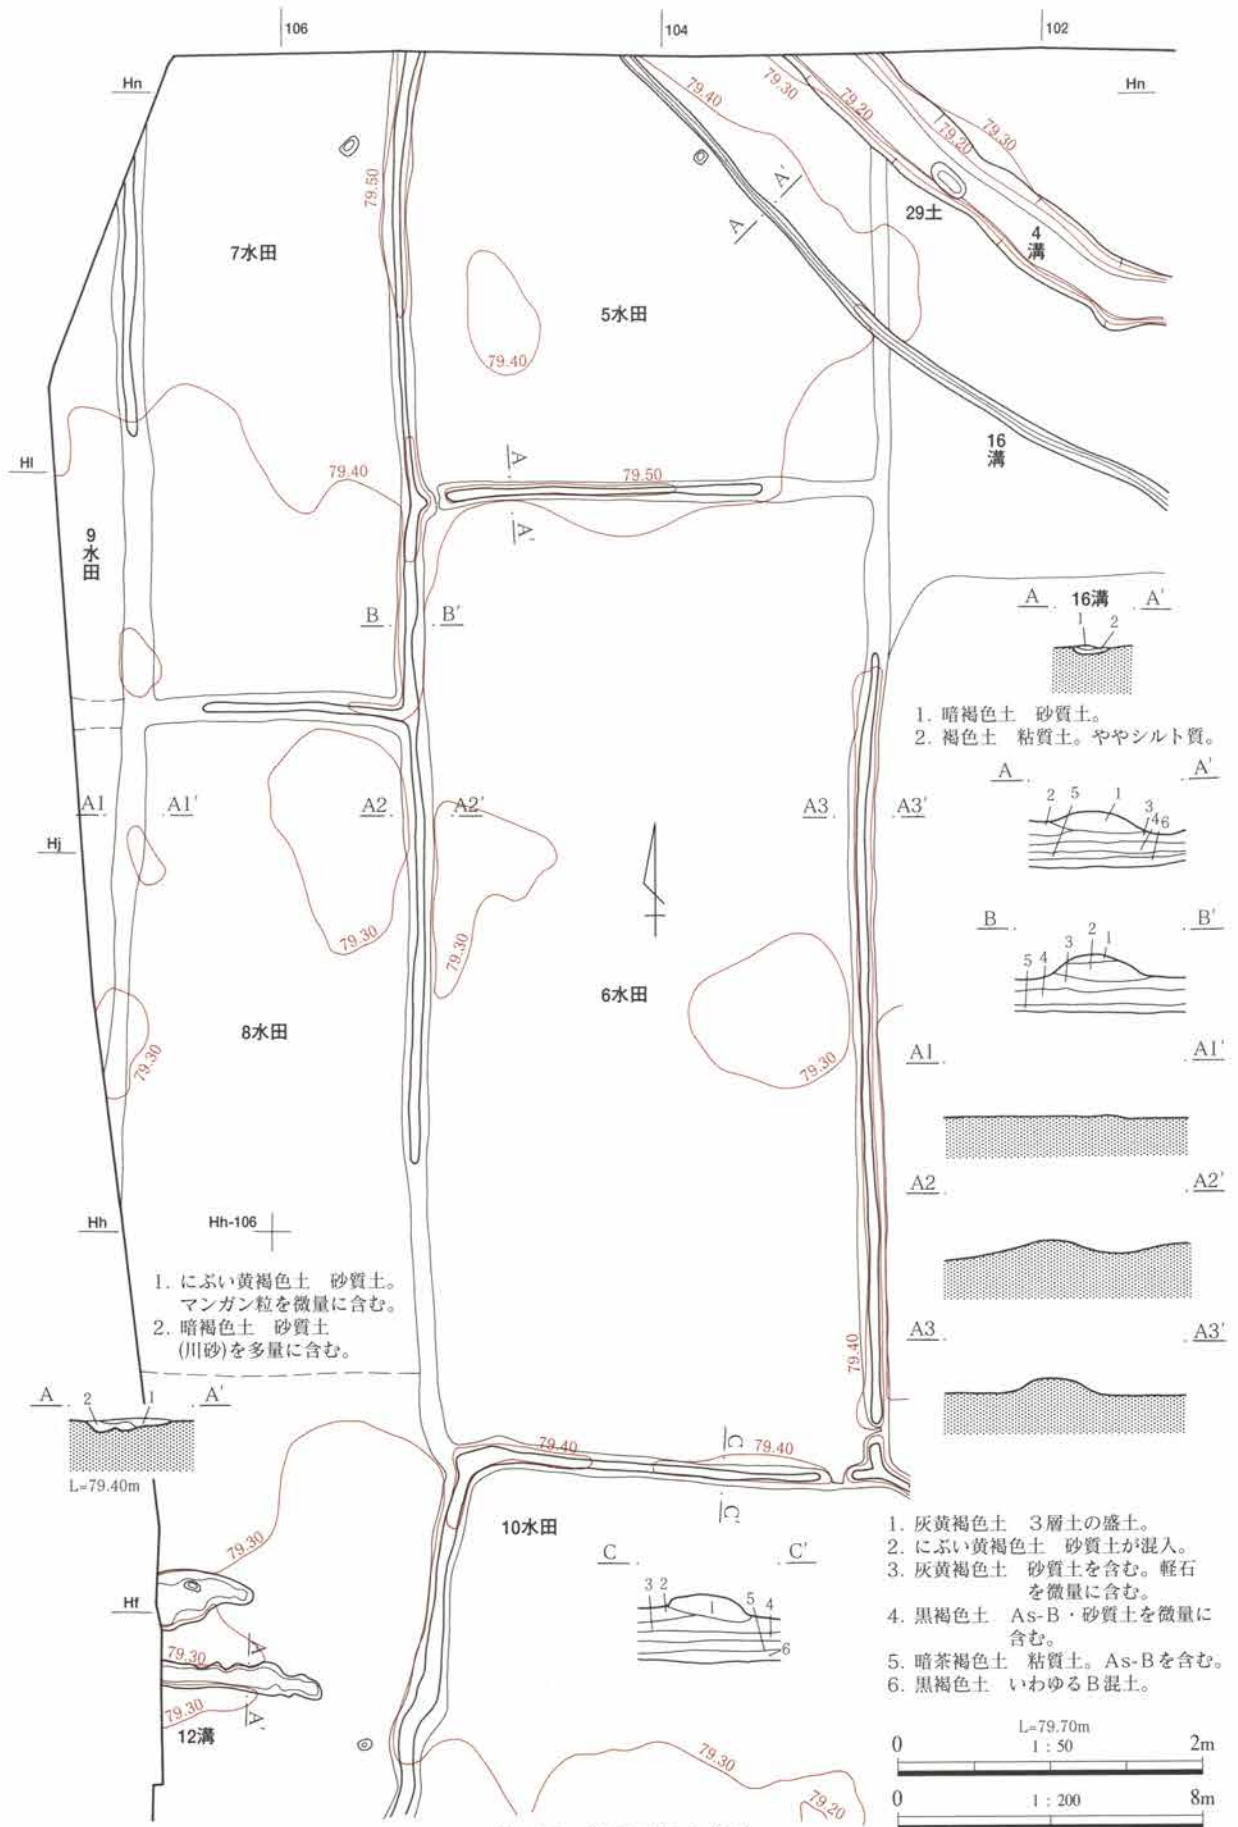 106
104
102
Hn
Hn
79.40
79.30
79.20
79.20
79.30
79.50
A
A'
29土
4溝
7水田
5水田
79.40
16溝
Hl
79.40
A
79.50
A'
9水田
B
B'
A
16溝
A'
1
2
1. 暗褐色土 砂質土。
2. 褐色土 粘質土。ややシルト質。
A
A'
2 5 1 3 4 6
A1
A1'
A2
A2'
A3
A3'
Hj
79.30
79.30
B
B'
5 4 3 2 1
6水田
8水田
79.30
79.30
A1
A1'
A2
A2'
Hh
Hh-106
1. にぶい黄褐色土 砂質土。
マンガン粒を微量に含む。
2. 暗褐色土 砂質土
(川砂)を多量に含む。
A3
A3'
79.40
A
2
1
A'
L=79.40m
79.40
C
79.40
C'
79.30
10水田
C
C'
3 2 1 5 4 6
1. 灰黄褐色土 3層土の盛土。
2. にぶい黄褐色土 砂質土が混入。
3. 灰黄褐色土 砂質土を含む。軽石
を微量に含む。
4. 黒褐色土 As-B・砂質土を微量に
含む。
5. 暗茶褐色土 粘質土。As-Bを含む。
6. 黒褐色土 いわゆるB混土。
Hf
79.30
A
79.30
A'
12溝
79.30
79.20
L=79.70m
0
1:50
2m
0
1:200
8m